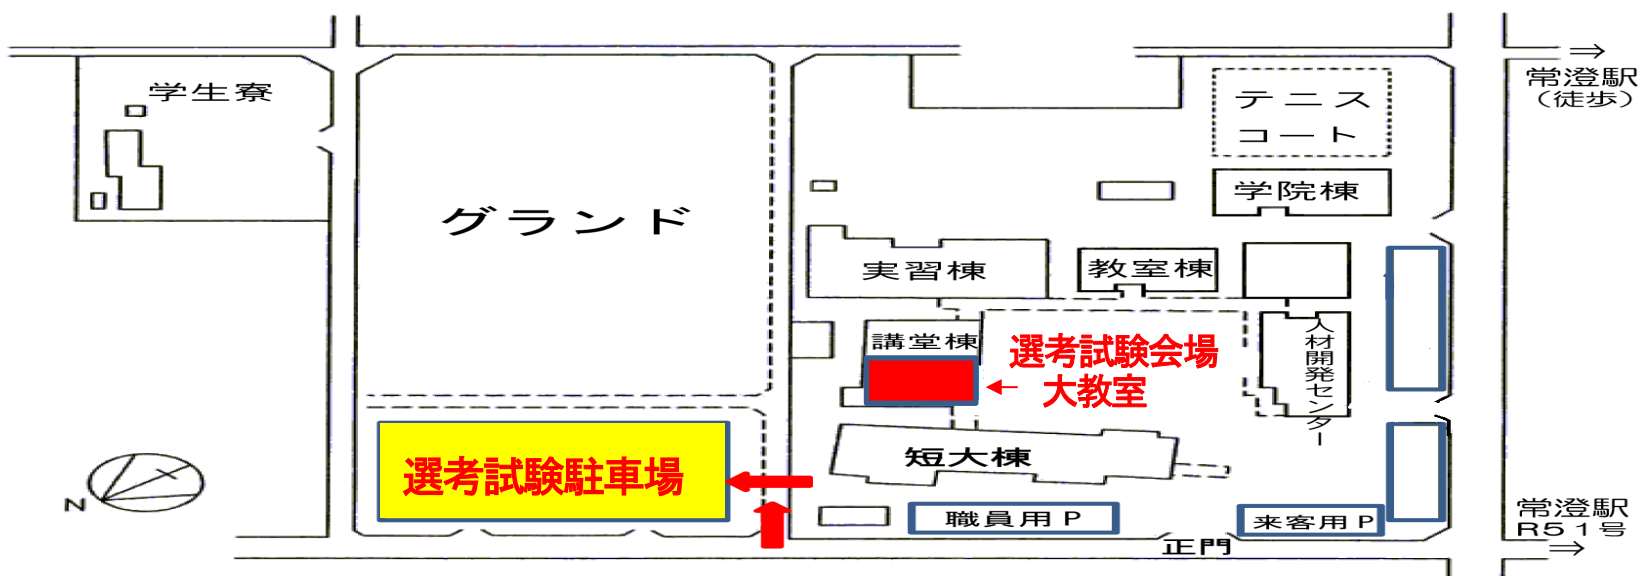 学生寮
常澄駅
（徒歩）
テニス
コート
学院棟
グランド
実習棟
教室棟
講堂棟
選考試験会場
大教室
人材開発センター
選考試験駐車場
短大棟
N
職員用P
来客用P
正門
常澄駅
R51号